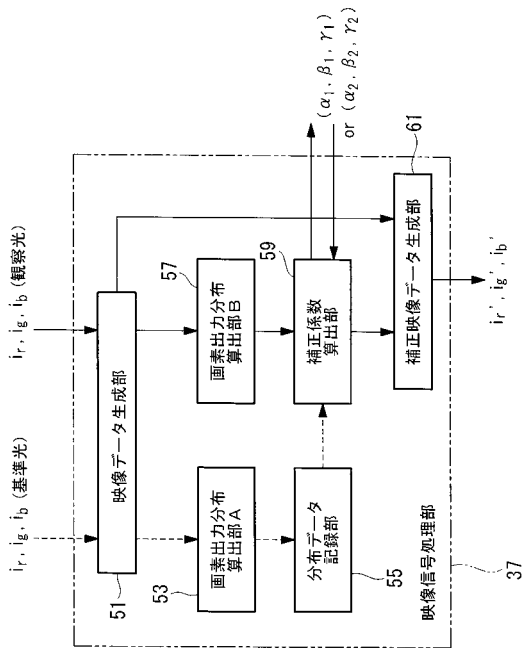 ir, ig, ib (基準光)
ir, ig, ib (観察光)
51
映像データ生成部
53
画素出力分布
算出部A
57
画素出力分布
算出部B
55
分布データ
記録部
59
補正係数
算出部
(α1, β1, γ1)
or (α2, β2, γ2)
61
補正映像データ生成部
映像信号処理部
37
ir', ig', ib'